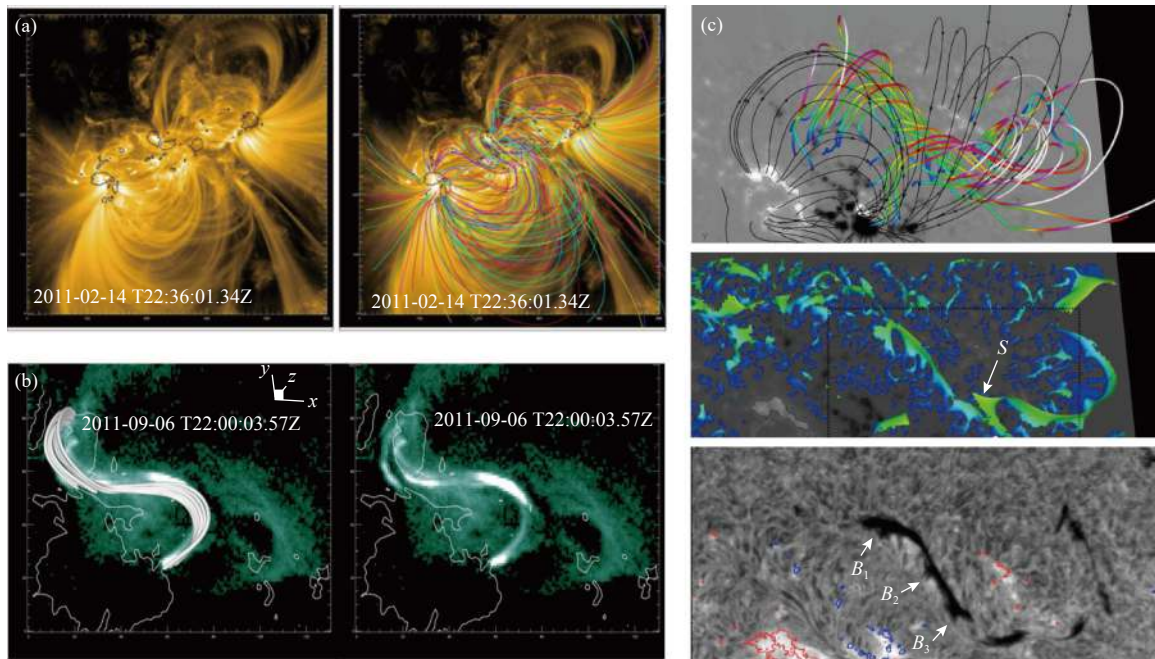 (a)
2011-02-14 T22:36:01.34Z
2011-02-14 T22:36:01.34Z
(b)
y
z
x
2011-09-06 T22:00:03.57Z
2011-09-06 T22:00:03.57Z
(c)
S
B1
B2
B3